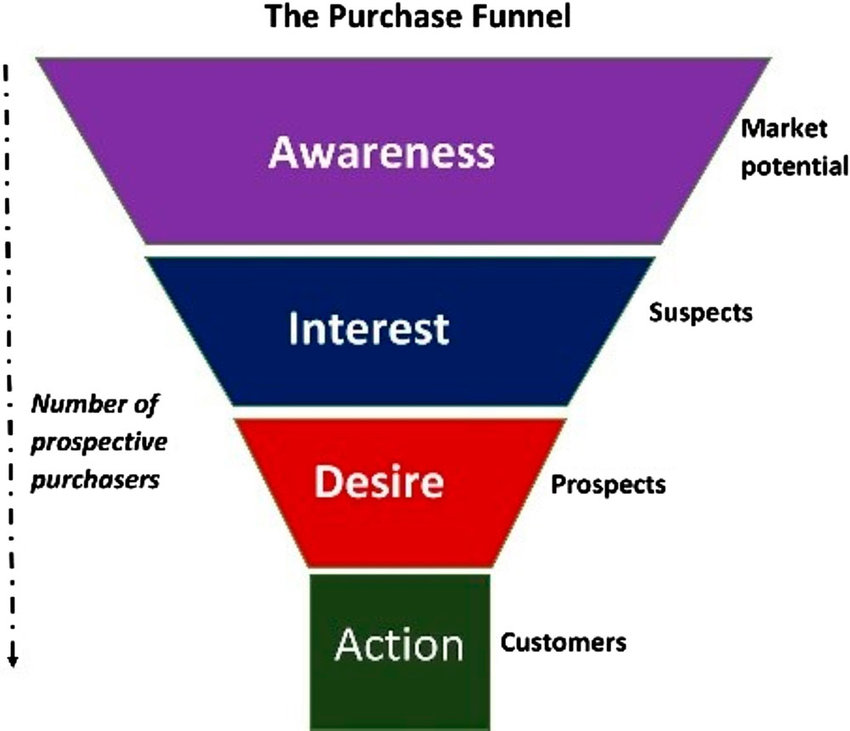 The Purchase Funnel
Awareness
Market
potential
Interest
Suspects
Number of
prospective
purchasers
Desire
Prospects
Action
Customers